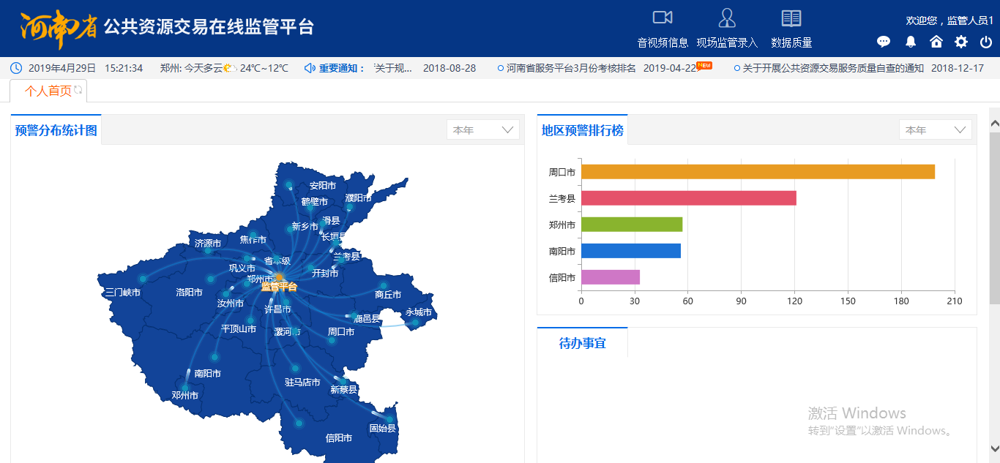 河南省 公共资源交易在线监管平台
音视频信息 现场监管录入 数据质量
欢迎您，监管人员1
2019年4月29日 15:21:34 郑州: 今天多云 24℃~12℃ 重要通知： 关于规... 2018-08-28 河南省服务平台3月份考核排名 2019-04-22 NEW 关于开展公共资源交易服务质量自查的通知 2018-12-17
个人首页
预警分布统计图 本年
安阳市
鹤壁市
濮阳市
滑县
新乡市
长垣县
济源市
焦作市
省本级
兰考县
巩义市
开封市
郑州市
监管平台
三门峡市
洛阳市
商丘市
汝州市
许昌市
永城市
鹿邑县
平顶山市
漯河市
周口市
南阳市
驻马店市
新蔡县
邓州市
固始县
信阳市
地区预警排行榜 本年
周口市
兰考县
郑州市
南阳市
信阳市
0 30 60 90 120 150 180 210
待办事宜
激活 Windows
转到“设置”以激活 Windows。